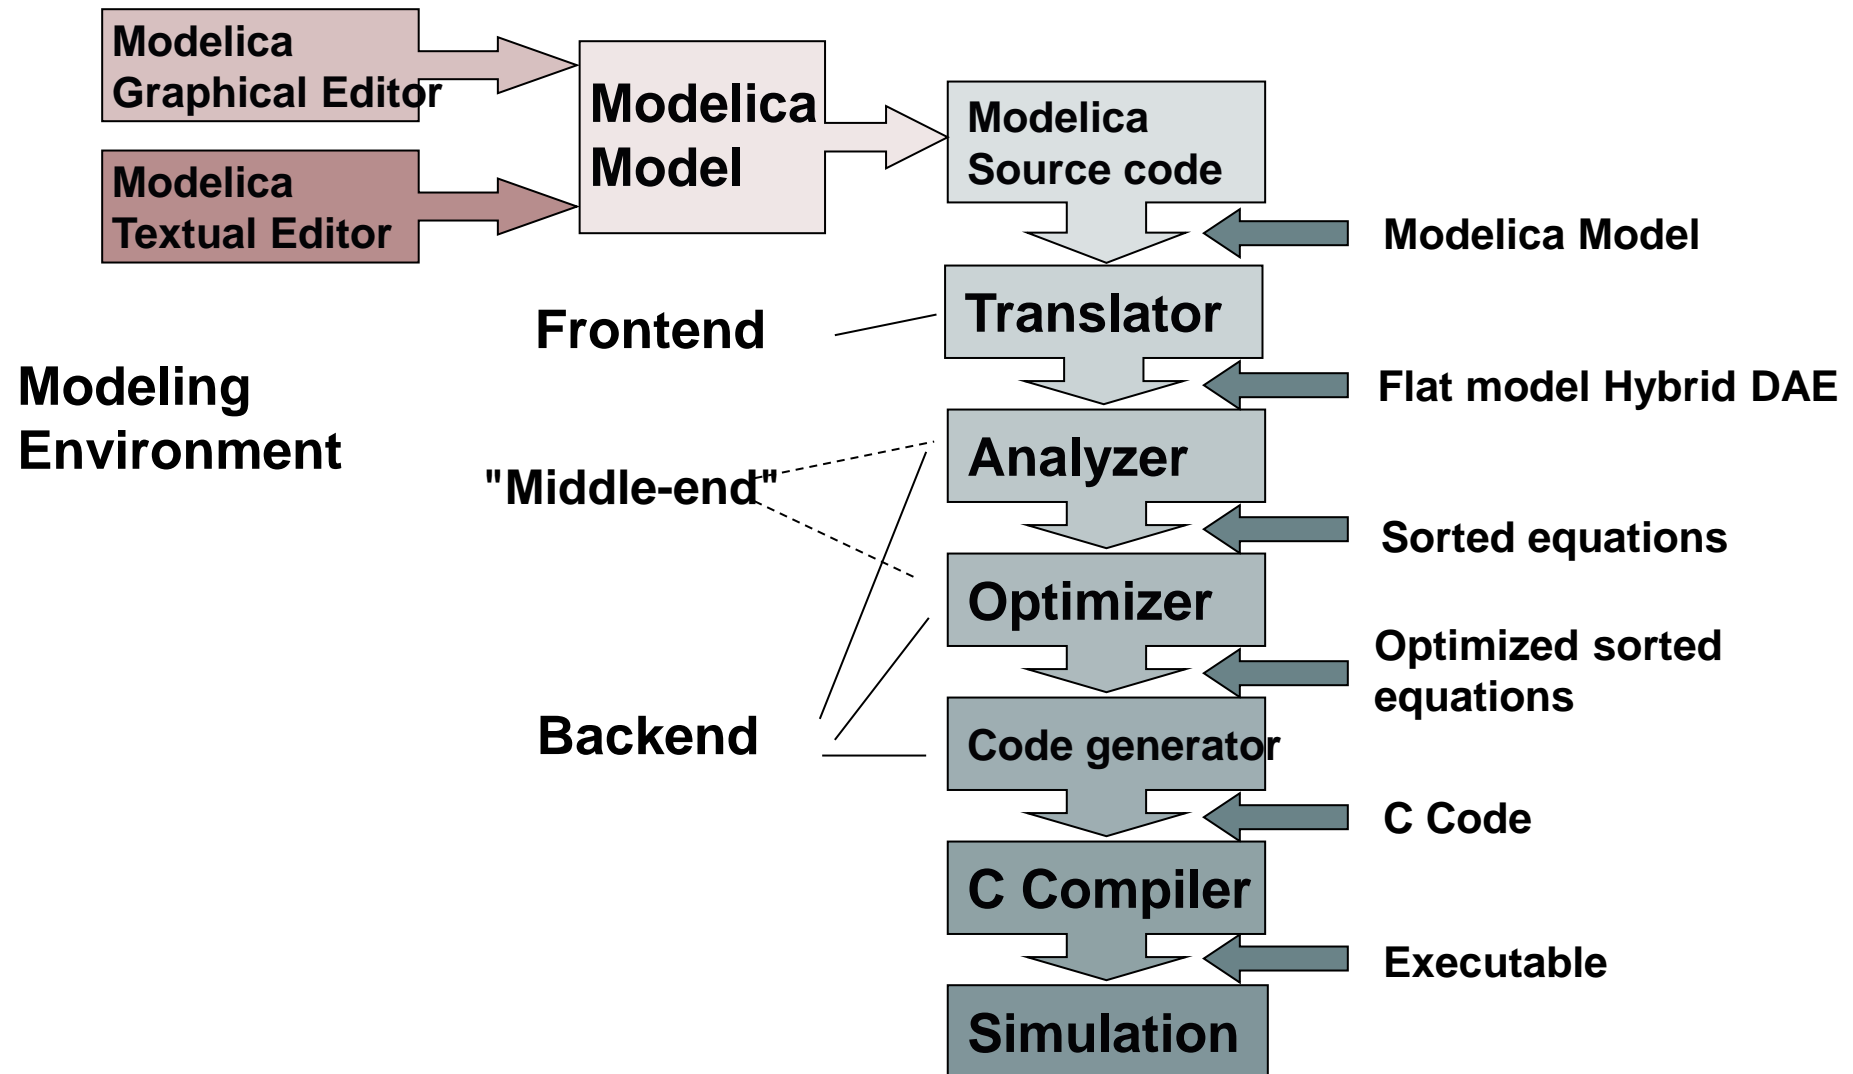 Modelica
Graphical Editor
Modelica
Textual Editor
Modelica
Model
Modelica
Source code
Modelica Model
Translator
Frontend
Flat model Hybrid DAE
Modeling
Environment
Analyzer
"Middle-end"
Sorted equations
Optimizer
Optimized sorted
equations
Backend
Code generator
C Code
C Compiler
Executable
Simulation